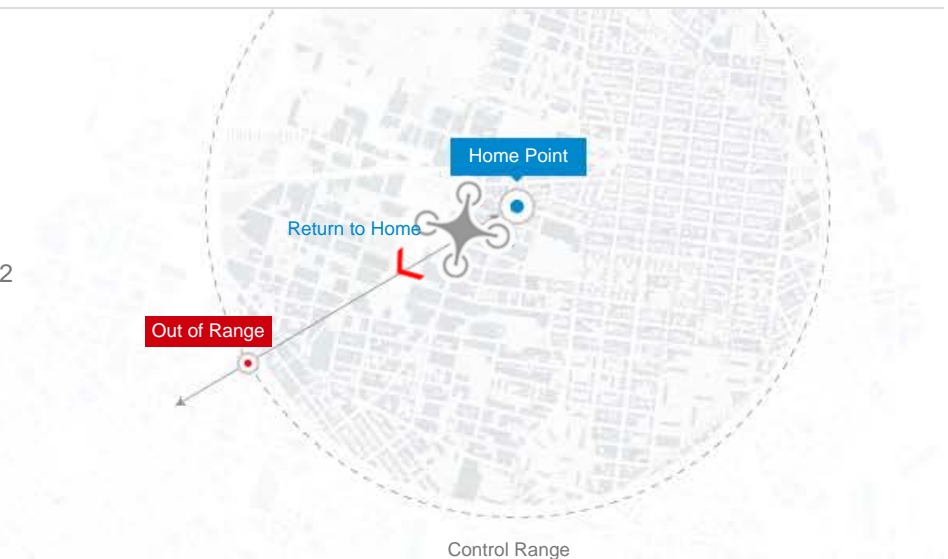 Home Point
Return to Home
2
Out of Range
Control Range